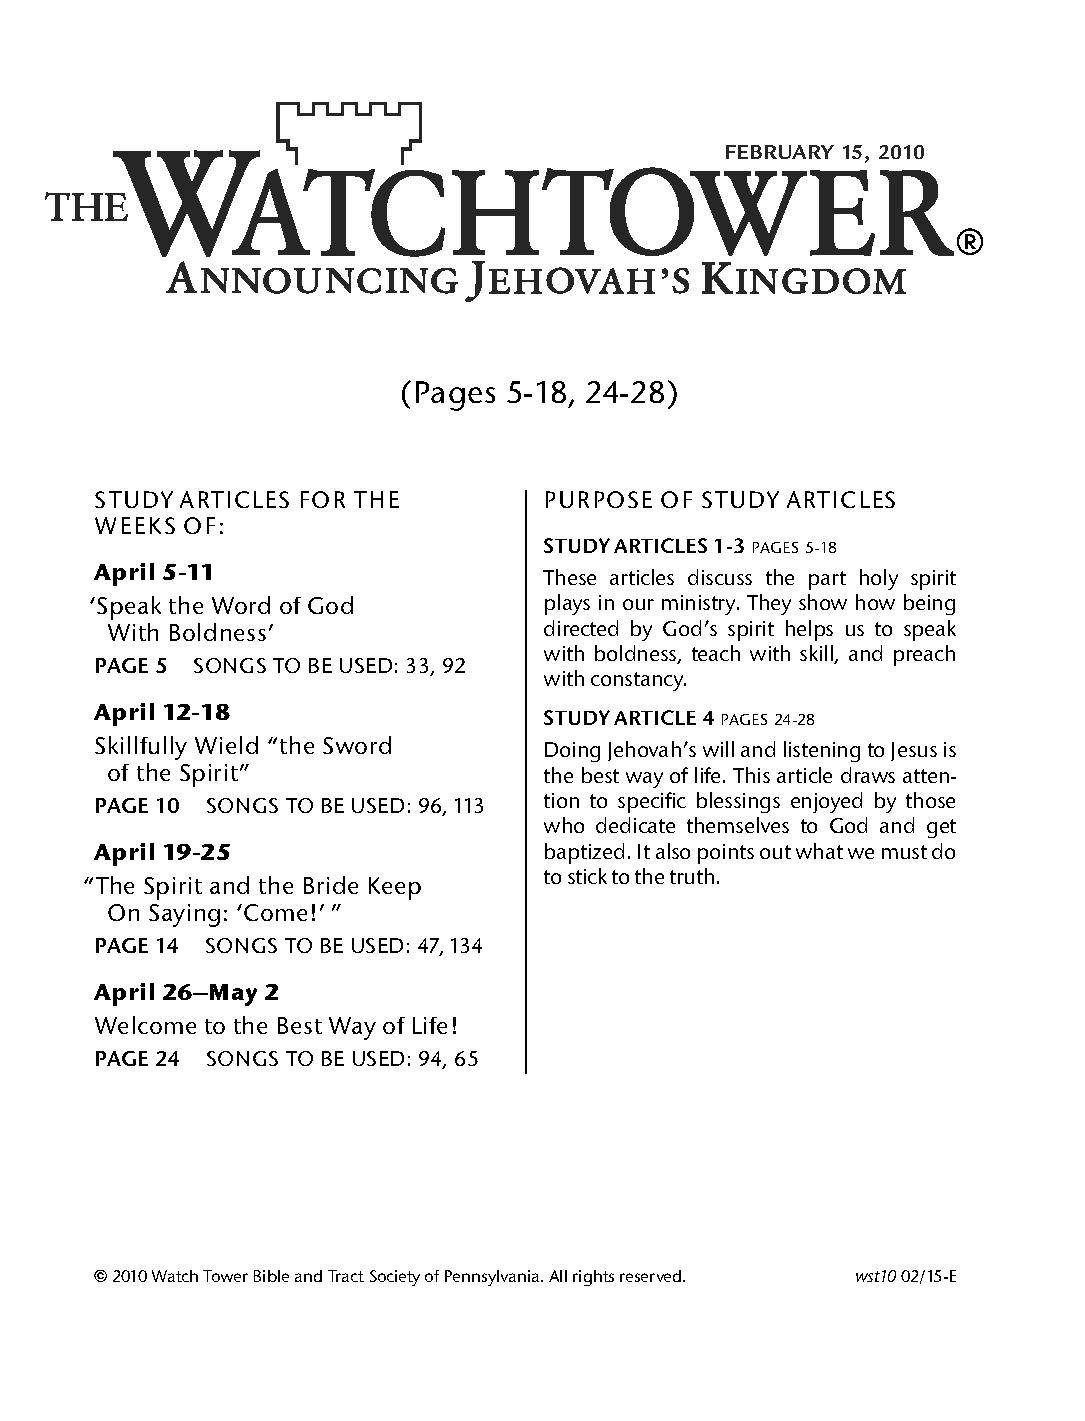 FEBRUARY 15, 2010
THE WATCHTOWER®
ANNOUNCING JEHOVAH’S KINGDOM
(Pages 5-18, 24-28)
STUDY ARTICLES FOR THE
WEEKS OF:
April 5-11
‘Speak the Word of God
With Boldness’
PAGE 5 SONGS TO BE USED: 33, 92
April 12-18
Skillfully Wield “the Sword
of the Spirit”
PAGE 10 SONGS TO BE USED: 96, 113
April 19-25
“The Spirit and the Bride Keep
On Saying: ‘Come!’ ”
PAGE 14 SONGS TO BE USED: 47, 134
April 26–May 2
Welcome to the Best Way of Life!
PAGE 24 SONGS TO BE USED: 94, 65
PURPOSE OF STUDY ARTICLES
STUDY ARTICLES 1-3 PAGES 5-18
These articles discuss the part holy spirit
plays in our ministry. They show how being
directed by God’s spirit helps us to speak
with boldness, teach with skill, and preach
with constancy.
STUDY ARTICLE 4 PAGES 24-28
Doing Jehovah’s will and listening to Jesus is
the best way of life. This article draws atten-
tion to specific blessings enjoyed by those
who dedicate themselves to God and get
baptized. It also points out what we must do
to stick to the truth.
© 2010 Watch Tower Bible and Tract Society of Pennsylvania. All rights reserved.
wst10 02/15-E